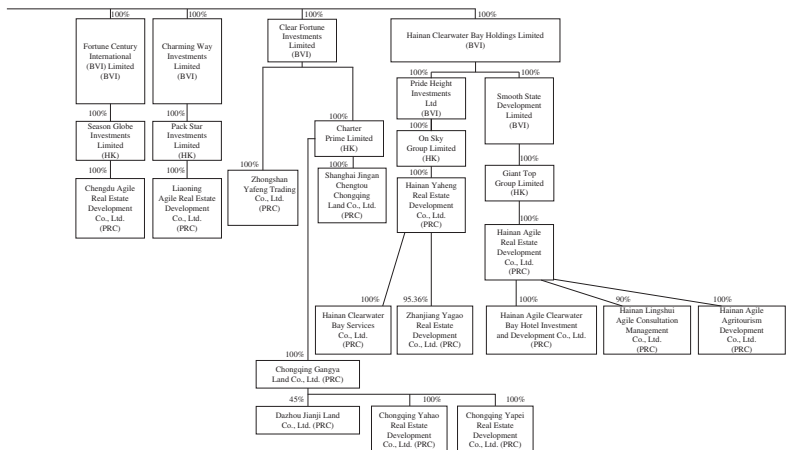 100%
100%
100%
100%
Fortune Century
International
(BVI) Limited
(BVI)
Charming Way
Investments
Limited
(BVI)
Clear Fortune
Investments
Limited
(BVI)
Hainan Clearwater Bay Holdings Limited
(BVI)
100%
100%
Pride Height
Investments
Ltd
(BVI)
Smooth State
Development
Limited
(BVI)
100%
100%
100%
100%
Season Globe
Investments
Limited
(HK)
Pack Star
Investments
Limited
(HK)
Charter
Prime Limited
(HK)
On Sky
Group Limited
(HK)
100%
100%
100%
100%
100%
100%
Chengdu Agile
Real Estate
Development
Co., Ltd.
(PRC)
Liaoning
Agile Real Estate
Development
Co., Ltd.
(PRC)
Zhongshan
Yafeng Trading
Co., Ltd.
(PRC)
Shanghai Jingan
Chengtou
Chongqing
Land Co., Ltd.
(PRC)
Hainan Yaheng
Real Estate
Development
Co., Ltd.
(PRC)
Giant Top
Group Limited
(HK)
100%
Hainan Agile
Real Estate
Development
Co., Ltd.
(PRC)
100%
95.36%
100%
90%
100%
Hainan Clearwater
Bay Services
Co., Ltd.
(PRC)
Zhanjiang Yagao
Real Estate
Development
Co., Ltd. (PRC)
Hainan Agile Clearwater
Bay Hotel Investment
and Development Co., Ltd.
(PRC)
Hainan Lingshui
Agile Consultation
Management
Co., Ltd.
(PRC)
Hainan Agile
Agritourism
Development
Co., Ltd.
(PRC)
100%
Chongqing Gangya
Land Co., Ltd. (PRC)
45%
100%
100%
Dazhou Jianji Land
Co., Ltd. (PRC)
Chongqing Yahao
Real Estate
Development
Co., Ltd. (PRC)
Chongqing Yapei
Real Estate
Development
Co., Ltd. (PRC)